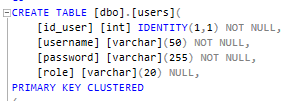 CREATE TABLE [dbo].[users](
[id_user] [int] IDENTITY(1,1) NOT NULL,
[username] [varchar](50) NOT NULL,
[password] [varchar](255) NOT NULL,
[role] [varchar](20) NULL,
PRIMARY KEY CLUSTERED